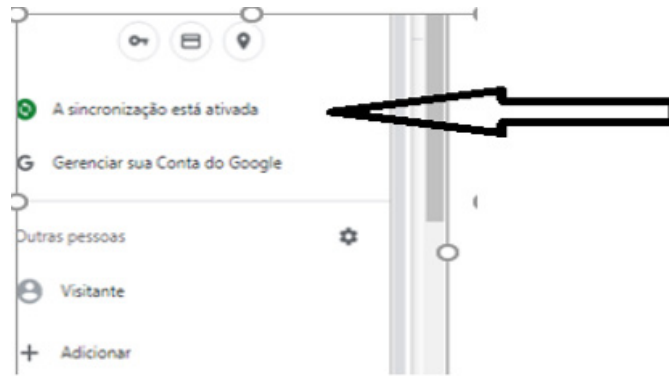 A sincronização está ativada
G Gerenciar sua Conta do Google
Outras pessoas
Visitante
Adicionar